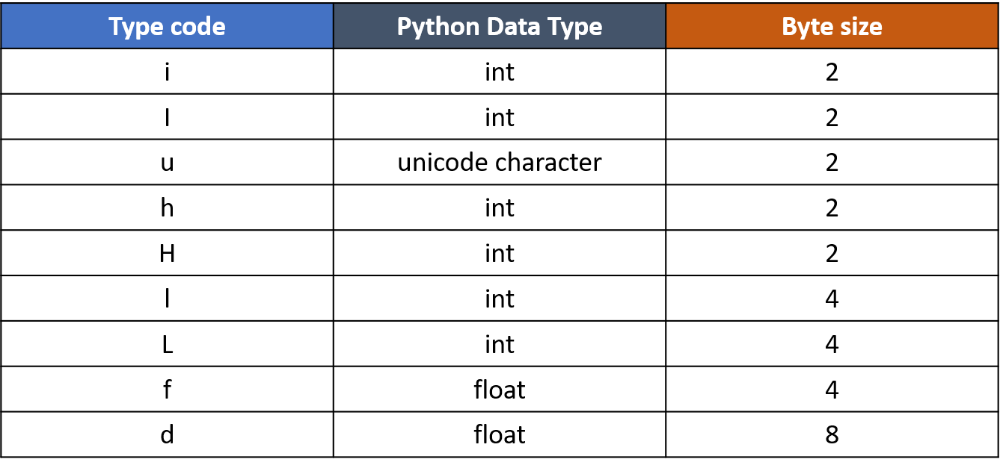 Type code Python Data Type Byte size
i int 2
I int 2
u unicode character 2
h int 2
H int 2
l int 4
L int 4
f float 4
d float 8